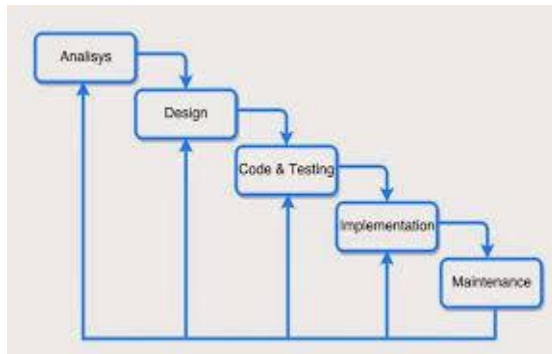 Analisys
Design
Code & Testing
Implementation
Maintenance